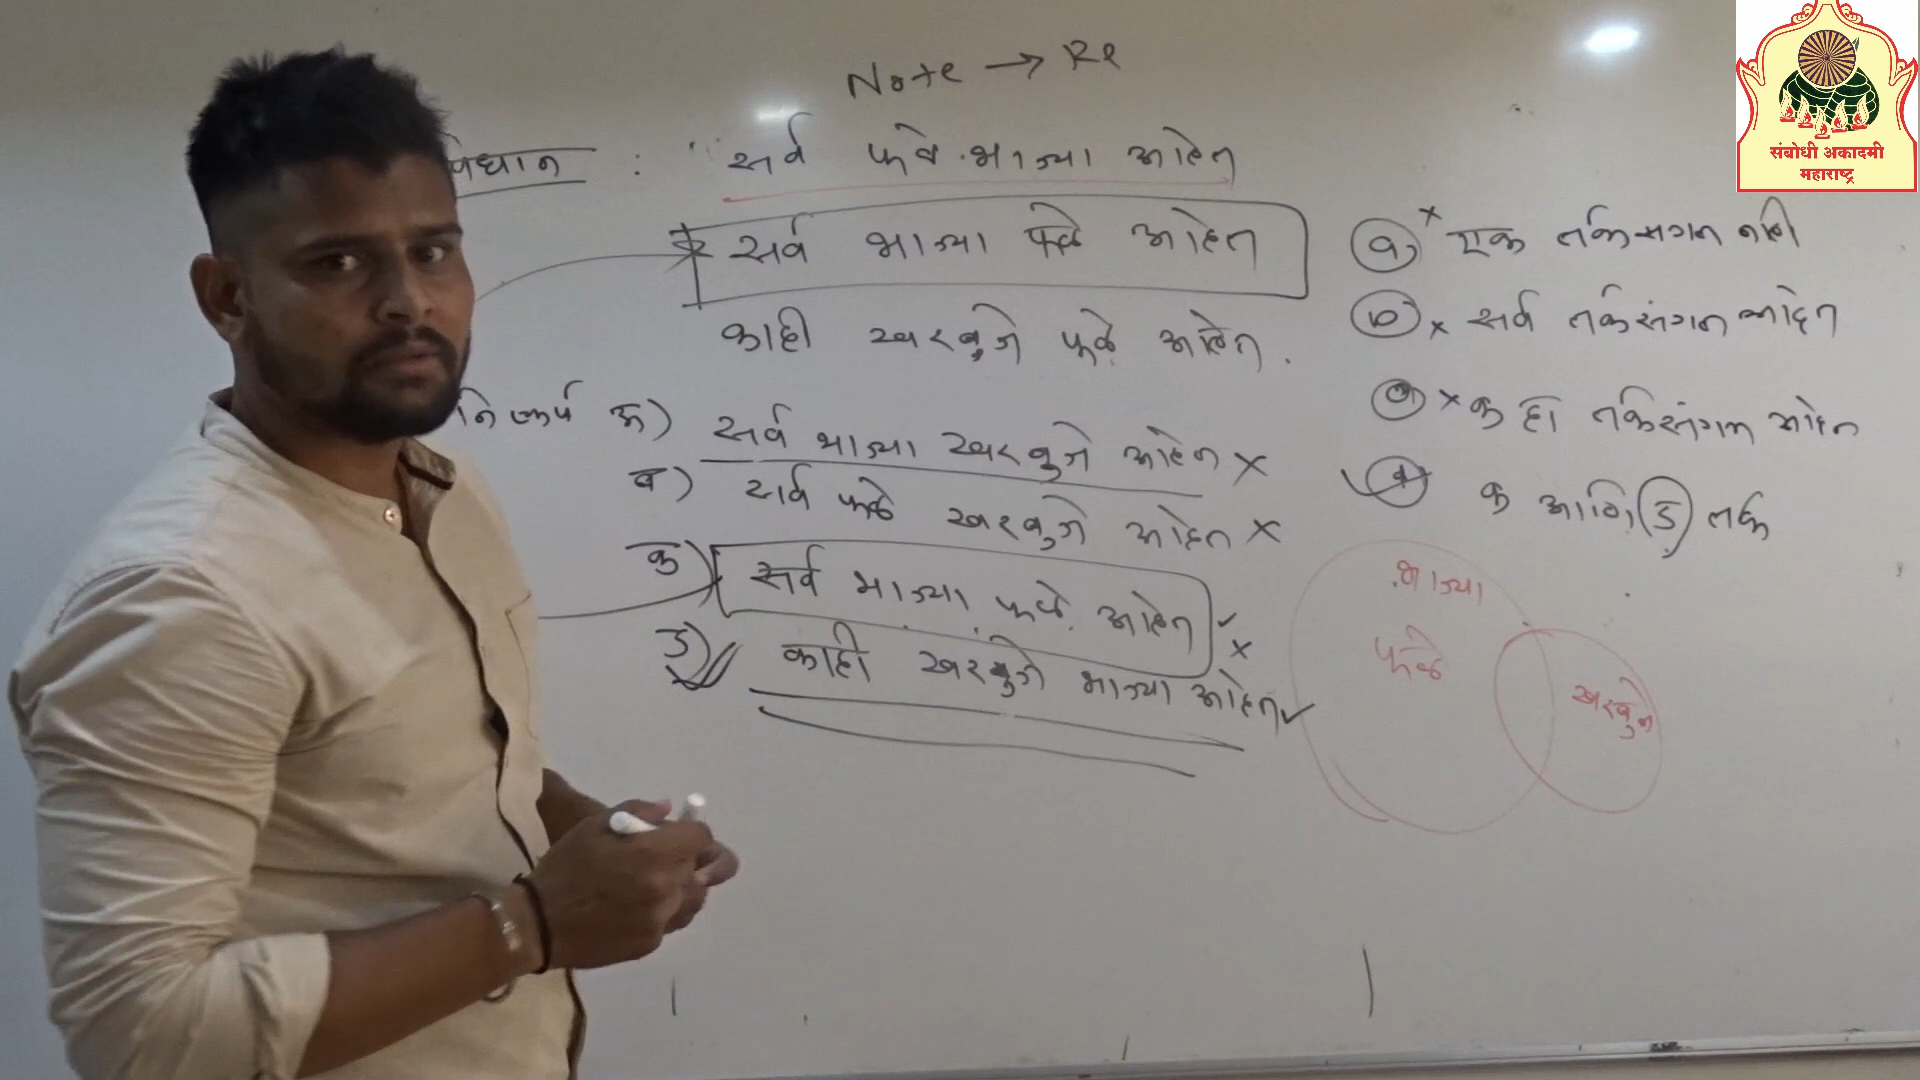 Note → Re
विधान : सर्व फळे भाज्या आहेत
सर्व भाज्या फळे आहेत
काही खरबुजे फळे आहेत.
निष्कर्ष अ) सर्व भाज्या खरबुजे आहेत ×
ब) सर्व फळे खरबुजे आहेत ×
क) सर्व भाज्या फळे आहेत ✓ ×
ड) काही खरबुजे भाज्या आहेत ✓
× एक तर्कसंगत नाही
× सर्व तर्कसंगत आहेत
× तर्कसंगत आहेत
क आणि ड तर्क
भाज्या
फळे
खरबुज
संबोधी अकादमी
महाराष्ट्र